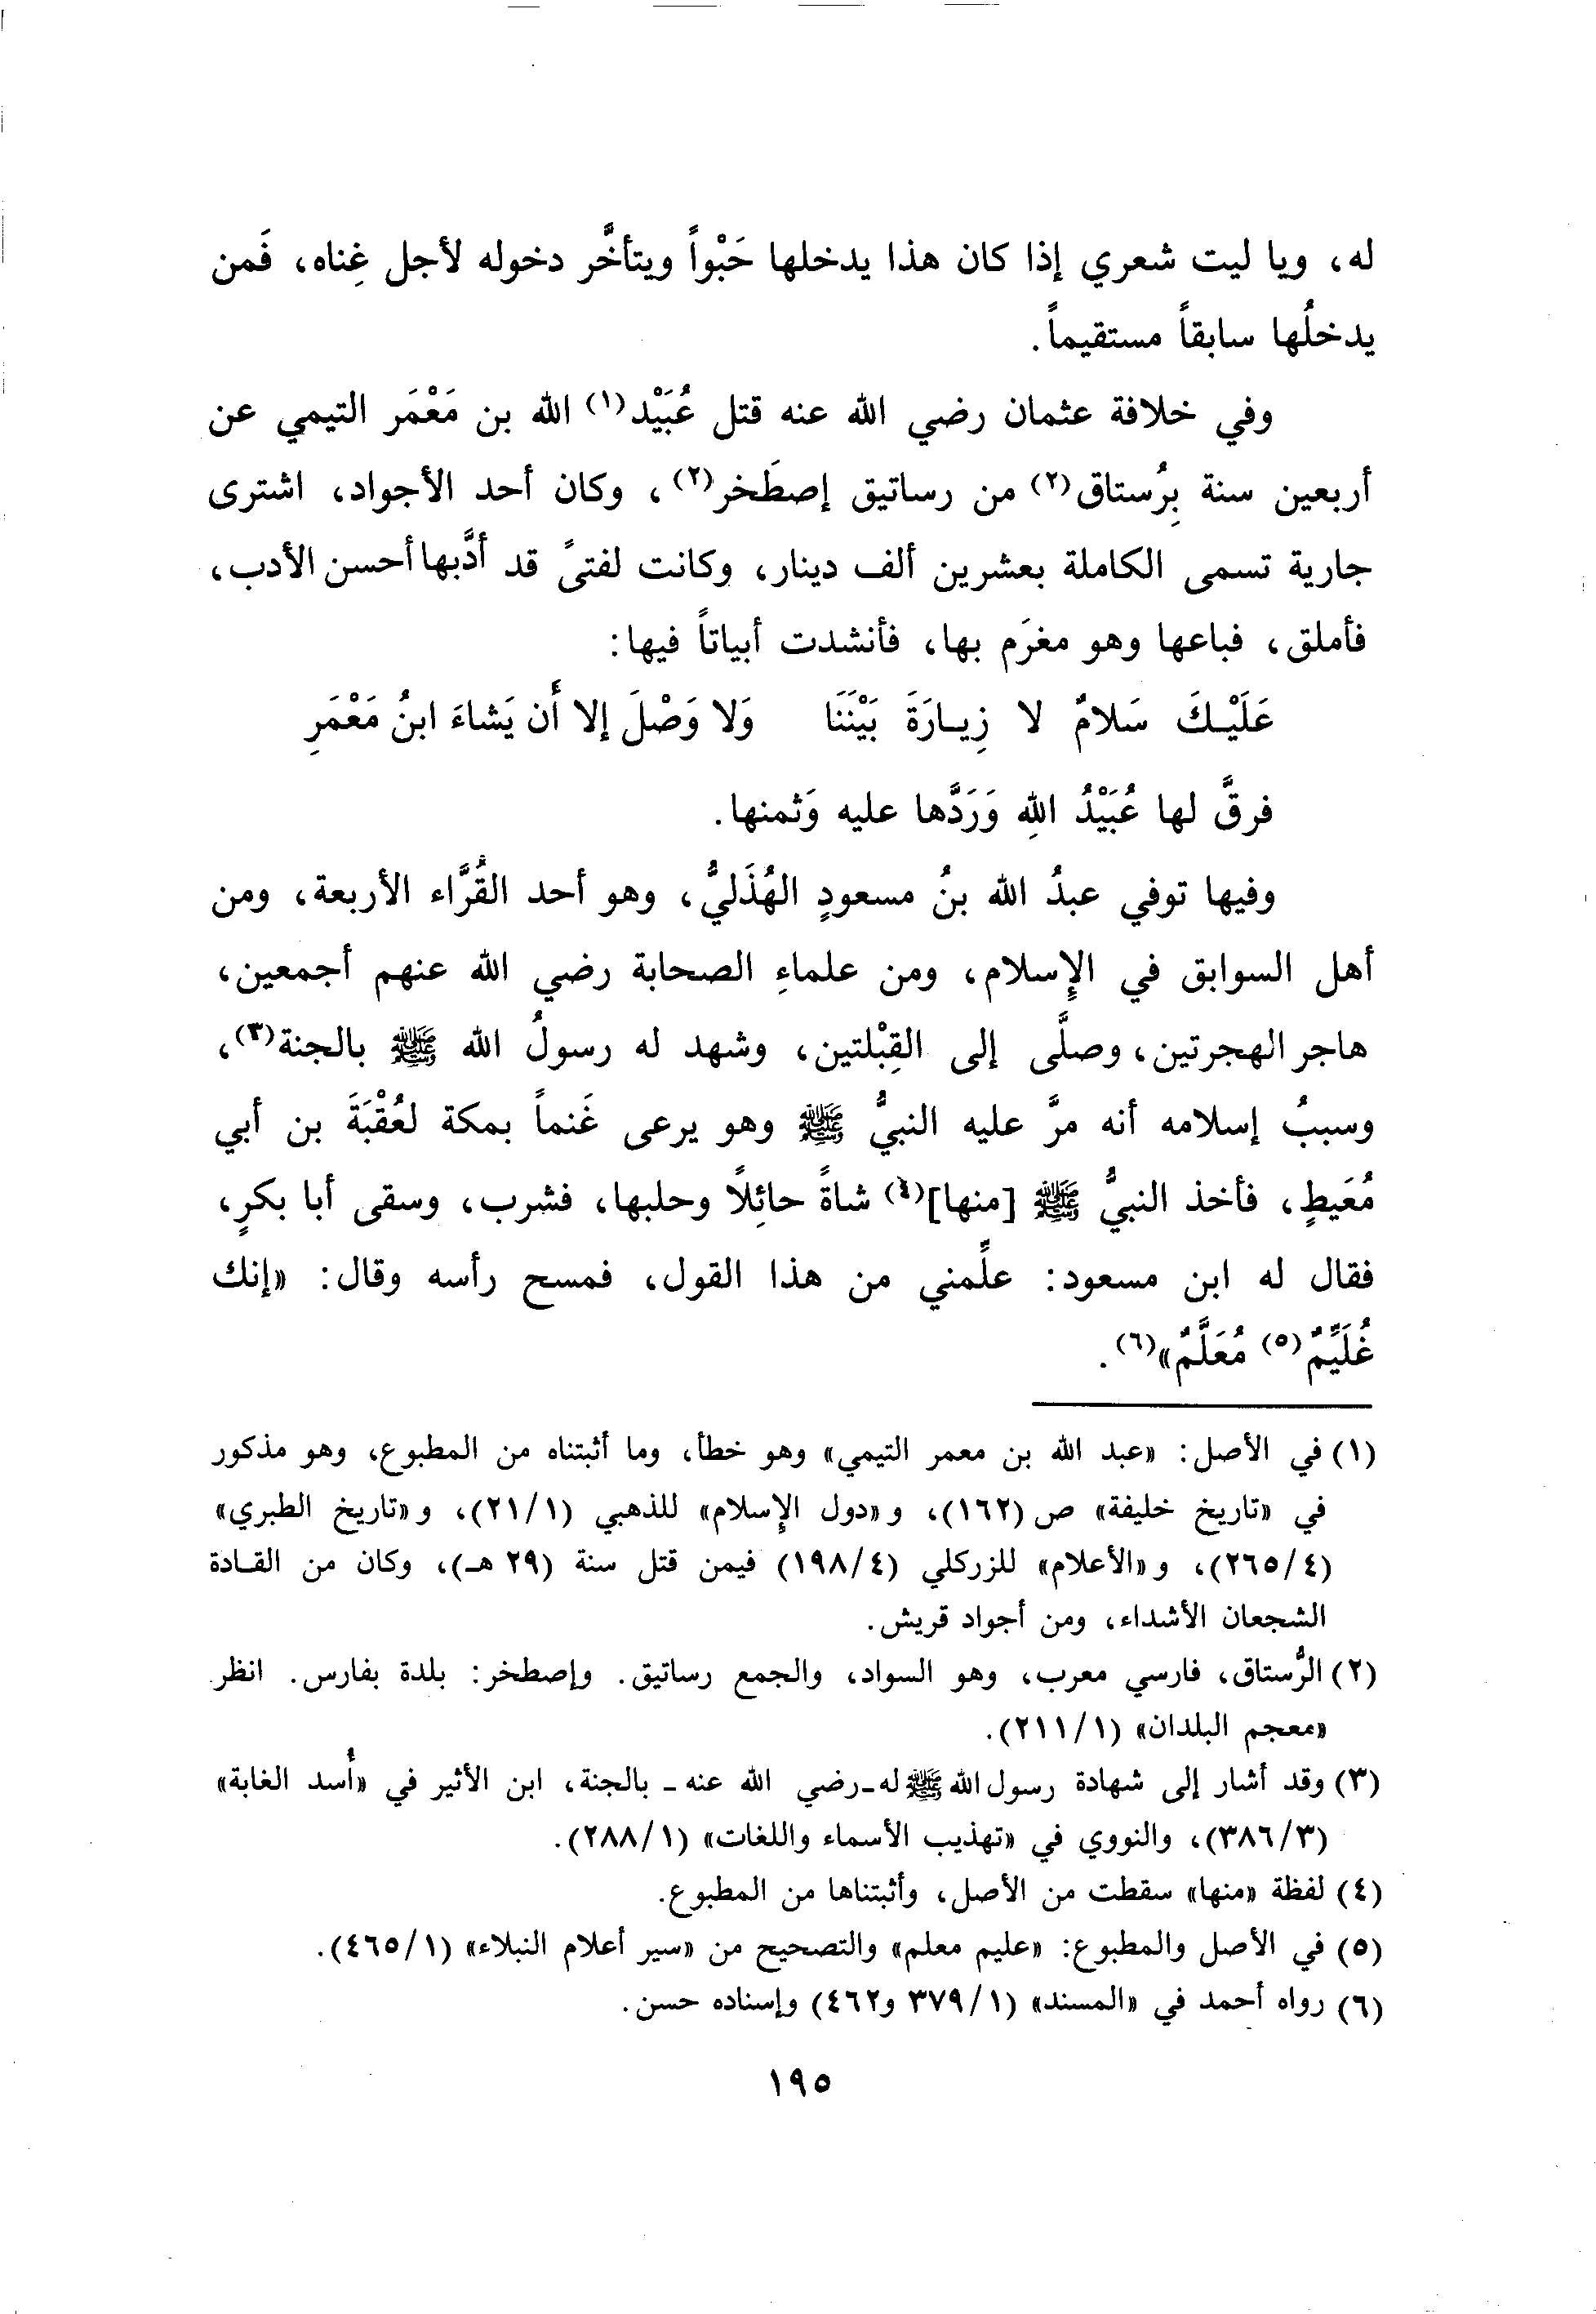 له، ويا ليت شعري إذا كان هذا يدخلها حَبْواً ويتأخَّر دخوله لأجل غِناه، فَمن
يدخلُها سابقاً مستقيماً.
وفي خلافة عثمان رضي الله عنه قتل عُبَيْد(١) الله بن مَعْمَر التيمي عن
أربعين سنة بِرُستاق(٢) من رساتيق إصطَخر(٢)، وكان أحد الأجواد، اشترى
جارية تسمى الكاملة بعشرين ألف دينار، وكانت لفتىً قد أدَّبها أحسن الأدب،
فأملق، فباعها وهو مغرَم بها، فأنشدت أبياتاً فيها:
عَلَيْـكَ سَلامٌ لا زِيـارَةَ بَيْنَنَا وَلا وَصْلَ إلا أَن يَشاءَ ابنُ مَعْمَرِ
فرقَّ لها عُبَيْدُ اللهِ وَرَدَّها عليه وَثمنها.
وفيها توفي عبدُ الله بنُ مسعودٍ الهُذَليُّ، وهو أحد القُرَّاء الأربعة، ومن
أهل السوابق في الإسلام، ومن علماءِ الصحابة رضي الله عنهم أجمعين،
هاجر الهجرتين، وصلَّى إلى القِبْلتين، وشهد له رسولُ الله ﷺ بالجنة(٣)،
وسببُ إسلامه أنه مرَّ عليه النبيُّ ﷺ وهو يرعى غَنماً بمكة لعُقْبَةَ بن أبي
مُعَيطٍ، فأخذ النبيُّ ﷺ [منها](٤) شاةً حائِلاً وحلبها، فشرب، وسقى أبا بكرٍ،
فقال له ابن مسعود: علِّمني من هذا القول، فمسح رأسه وقال: «إنك
غُلَيِّمٌ(٥) مُعَلَّمٌ»(٦).
(١) في الأصل: «عبد الله بن معمر التيمي» وهو خطأ، وما أثبتناه من المطبوع، وهو مذكور
في «تاريخ خليفة» ص (١٦٢)، و«دول الإسلام» للذهبي (٢١/١)، و«تاريخ الطبري»
(٢٦٥/٤)، و«الأعلام» للزركلي (١٩٨/٤) فيمن قتل سنة (٢٩ هـ)، وكان من القـادة
الشجعان الأشداء، ومن أجواد قريش.
(٢) الرُّستاق، فارسي معرب، وهو السواد، والجمع رساتيق. وإصطخر: بلدة بفارس. انظر
«معجم البلدان» (٢١١/١).
(٣) وقد أشار إلى شهادة رسول الله ﷺ له ـ رضي الله عنه ـ بالجنة، ابن الأثير في «أُسد الغابة»
(٣٨٦/٣)، والنووي في «تهذيب الأسماء واللغات» (٢٨٨/١).
(٤) لفظة «منها» سقطت من الأصل، وأثبتناها من المطبوع.
(٥) في الأصل والمطبوع: «عليم معلم» والتصحيح من «سير أعلام النبلاء» (٤٦٥/١).
(٦) رواه أحمد في «المسند» (٣٧٩/١ و٤٦٢) وإسناده حسن.
١٩٥